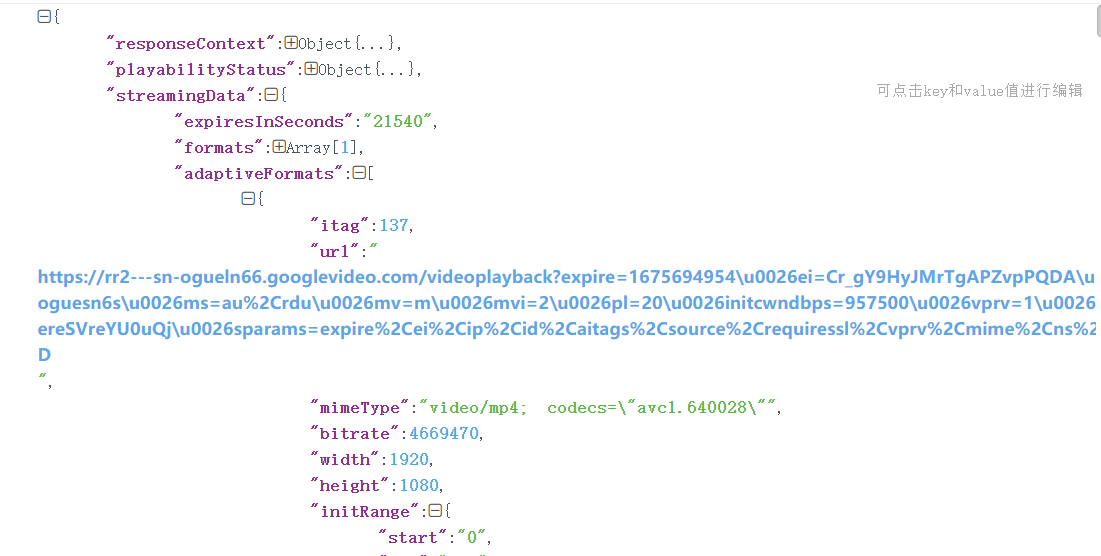 {
"responseContext":Object{...},
"playabilityStatus":Object{...},
"streamingData":{
可点击key和value值进行编辑
"expiresInSeconds":"21540",
"formats":Array[1],
"adaptiveFormats":[
{
"itag":137,
"url":"
https://rr2---sn-ogueln66.googlevideo.com/videoplayback?expire=1675694954\u0026ei=Cr_gY9HyJMrTgAPZvpPQDA\u
oguesn6s\u0026ms=au%2Crdu\u0026mv=m\u0026mvi=2\u0026pl=20\u0026initcwndbps=957500\u0026vprv=1\u0026
ereSVreYU0uQj\u0026sparams=expire%2Cei%2Cip%2Cid%2Caitags%2Csource%2Crequiressl%2Cvprv%2Cmime%2Cns%2
D
",
"mimeType":"video/mp4; codecs=\"avc1.640028\"",
"bitrate":4669470,
"width":1920,
"height":1080,
"initRange":{
"start":"0",